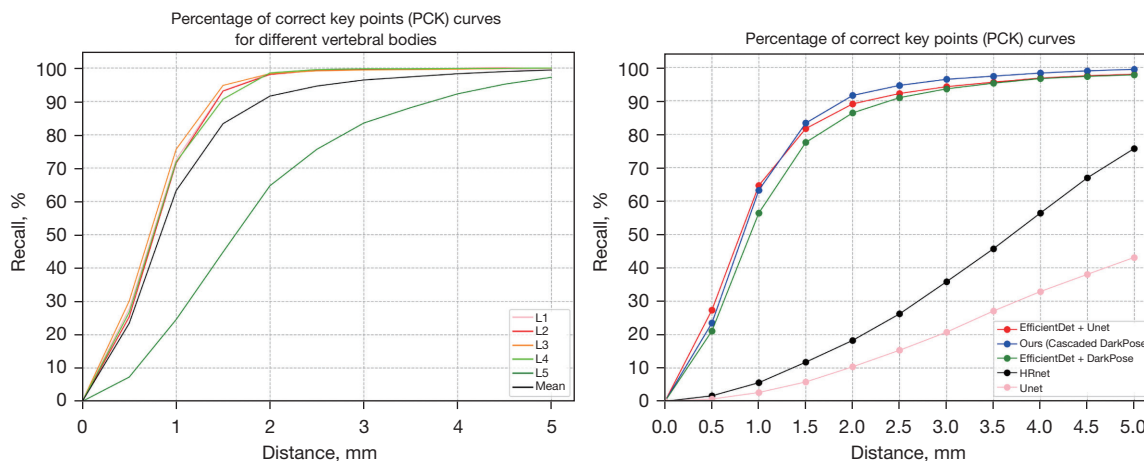 Percentage of correct key points (PCK) curves
for different vertebral bodies
100
90
80
70
60
50
40
30
20
10
0
Recall, %
0 1 2 3 4 5
Distance, mm
L1
L2
L3
L4
L5
Mean
Percentage of correct key points (PCK) curves
100
90
80
70
60
50
40
30
20
10
0
Recall, %
0.0 0.5 1.0 1.5 2.0 2.5 3.0 3.5 4.0 4.5 5.0
Distance, mm
EfficientDet + Unet
Ours (Cascaded DarkPose
EfficientDet + DarkPose
HRnet
Unet